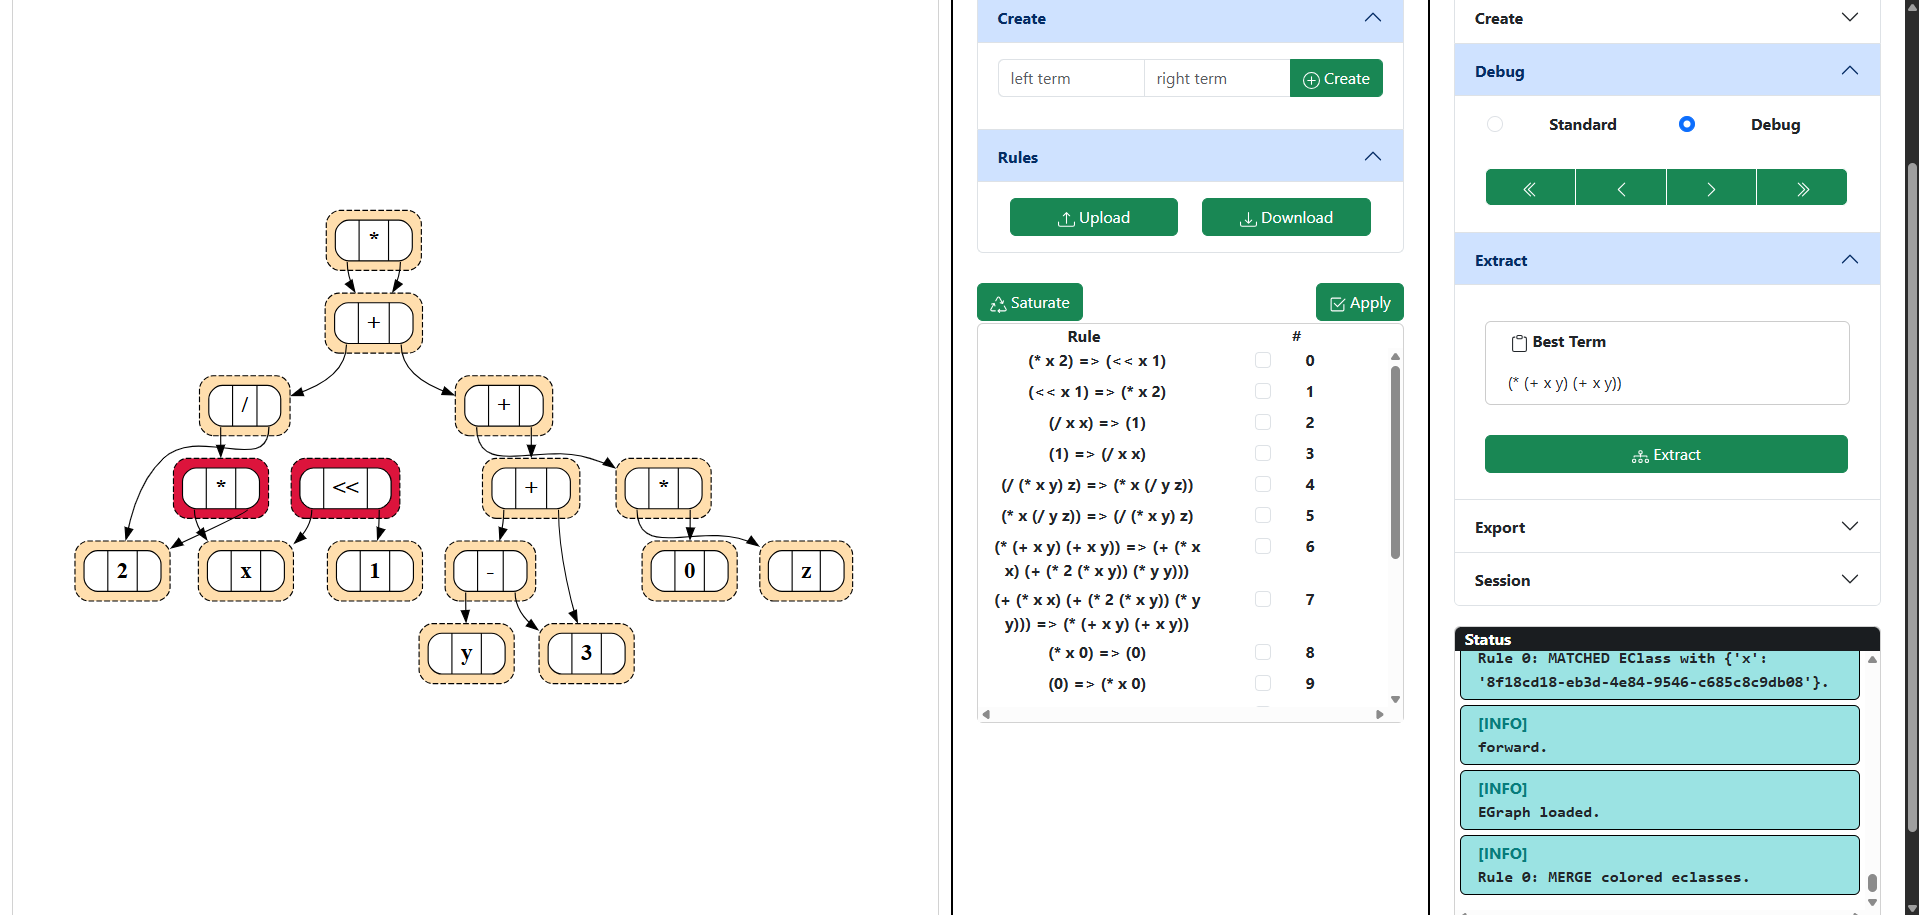 *
+
/
+
*
<<
+
*
2
x
1
-
0
z
y
3
Create
left term
right term
Create
Rules
Upload
Download
Saturate
Apply
Rule #
(* x 2) => (<< x 1) 0
(<< x 1) => (* x 2) 1
(/ x x) => (1) 2
(1) => (/ x x) 3
(/ (* x y) z) => (* x (/ y z)) 4
(* x (/ y z)) => (/ (* x y) z) 5
(* (+ x y) (+ x y)) => (+ (* x 6
x) (+ (* 2 (* x y)) (* y y)))
(+ (* x x) (+ (* 2 (* x y)) (* y 7
y))) => (* (+ x y) (+ x y))
(* x 0) => (0) 8
(0) => (* x 0) 9
Create
Debug
Standard
Debug
Extract
Best Term
(* (+ x y) (+ x y))
Extract
Export
Session
Status
Rule 0: MATCHED EClass with {'x':
'8f18cd18-eb3d-4e84-9546-c685c8c9db08'}.
[INFO]
forward.
[INFO]
EGraph loaded.
[INFO]
Rule 0: MERGE colored eclasses.